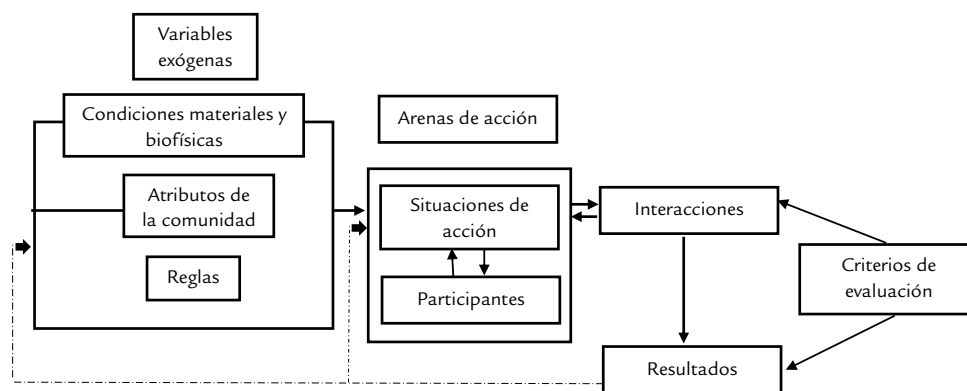 Variables
exógenas
Condiciones materiales y
biofísicas
Atributos de
la comunidad
Reglas
Arenas de acción
Situaciones de
acción
Participantes
Interacciones
Criterios de
evaluación
Resultados